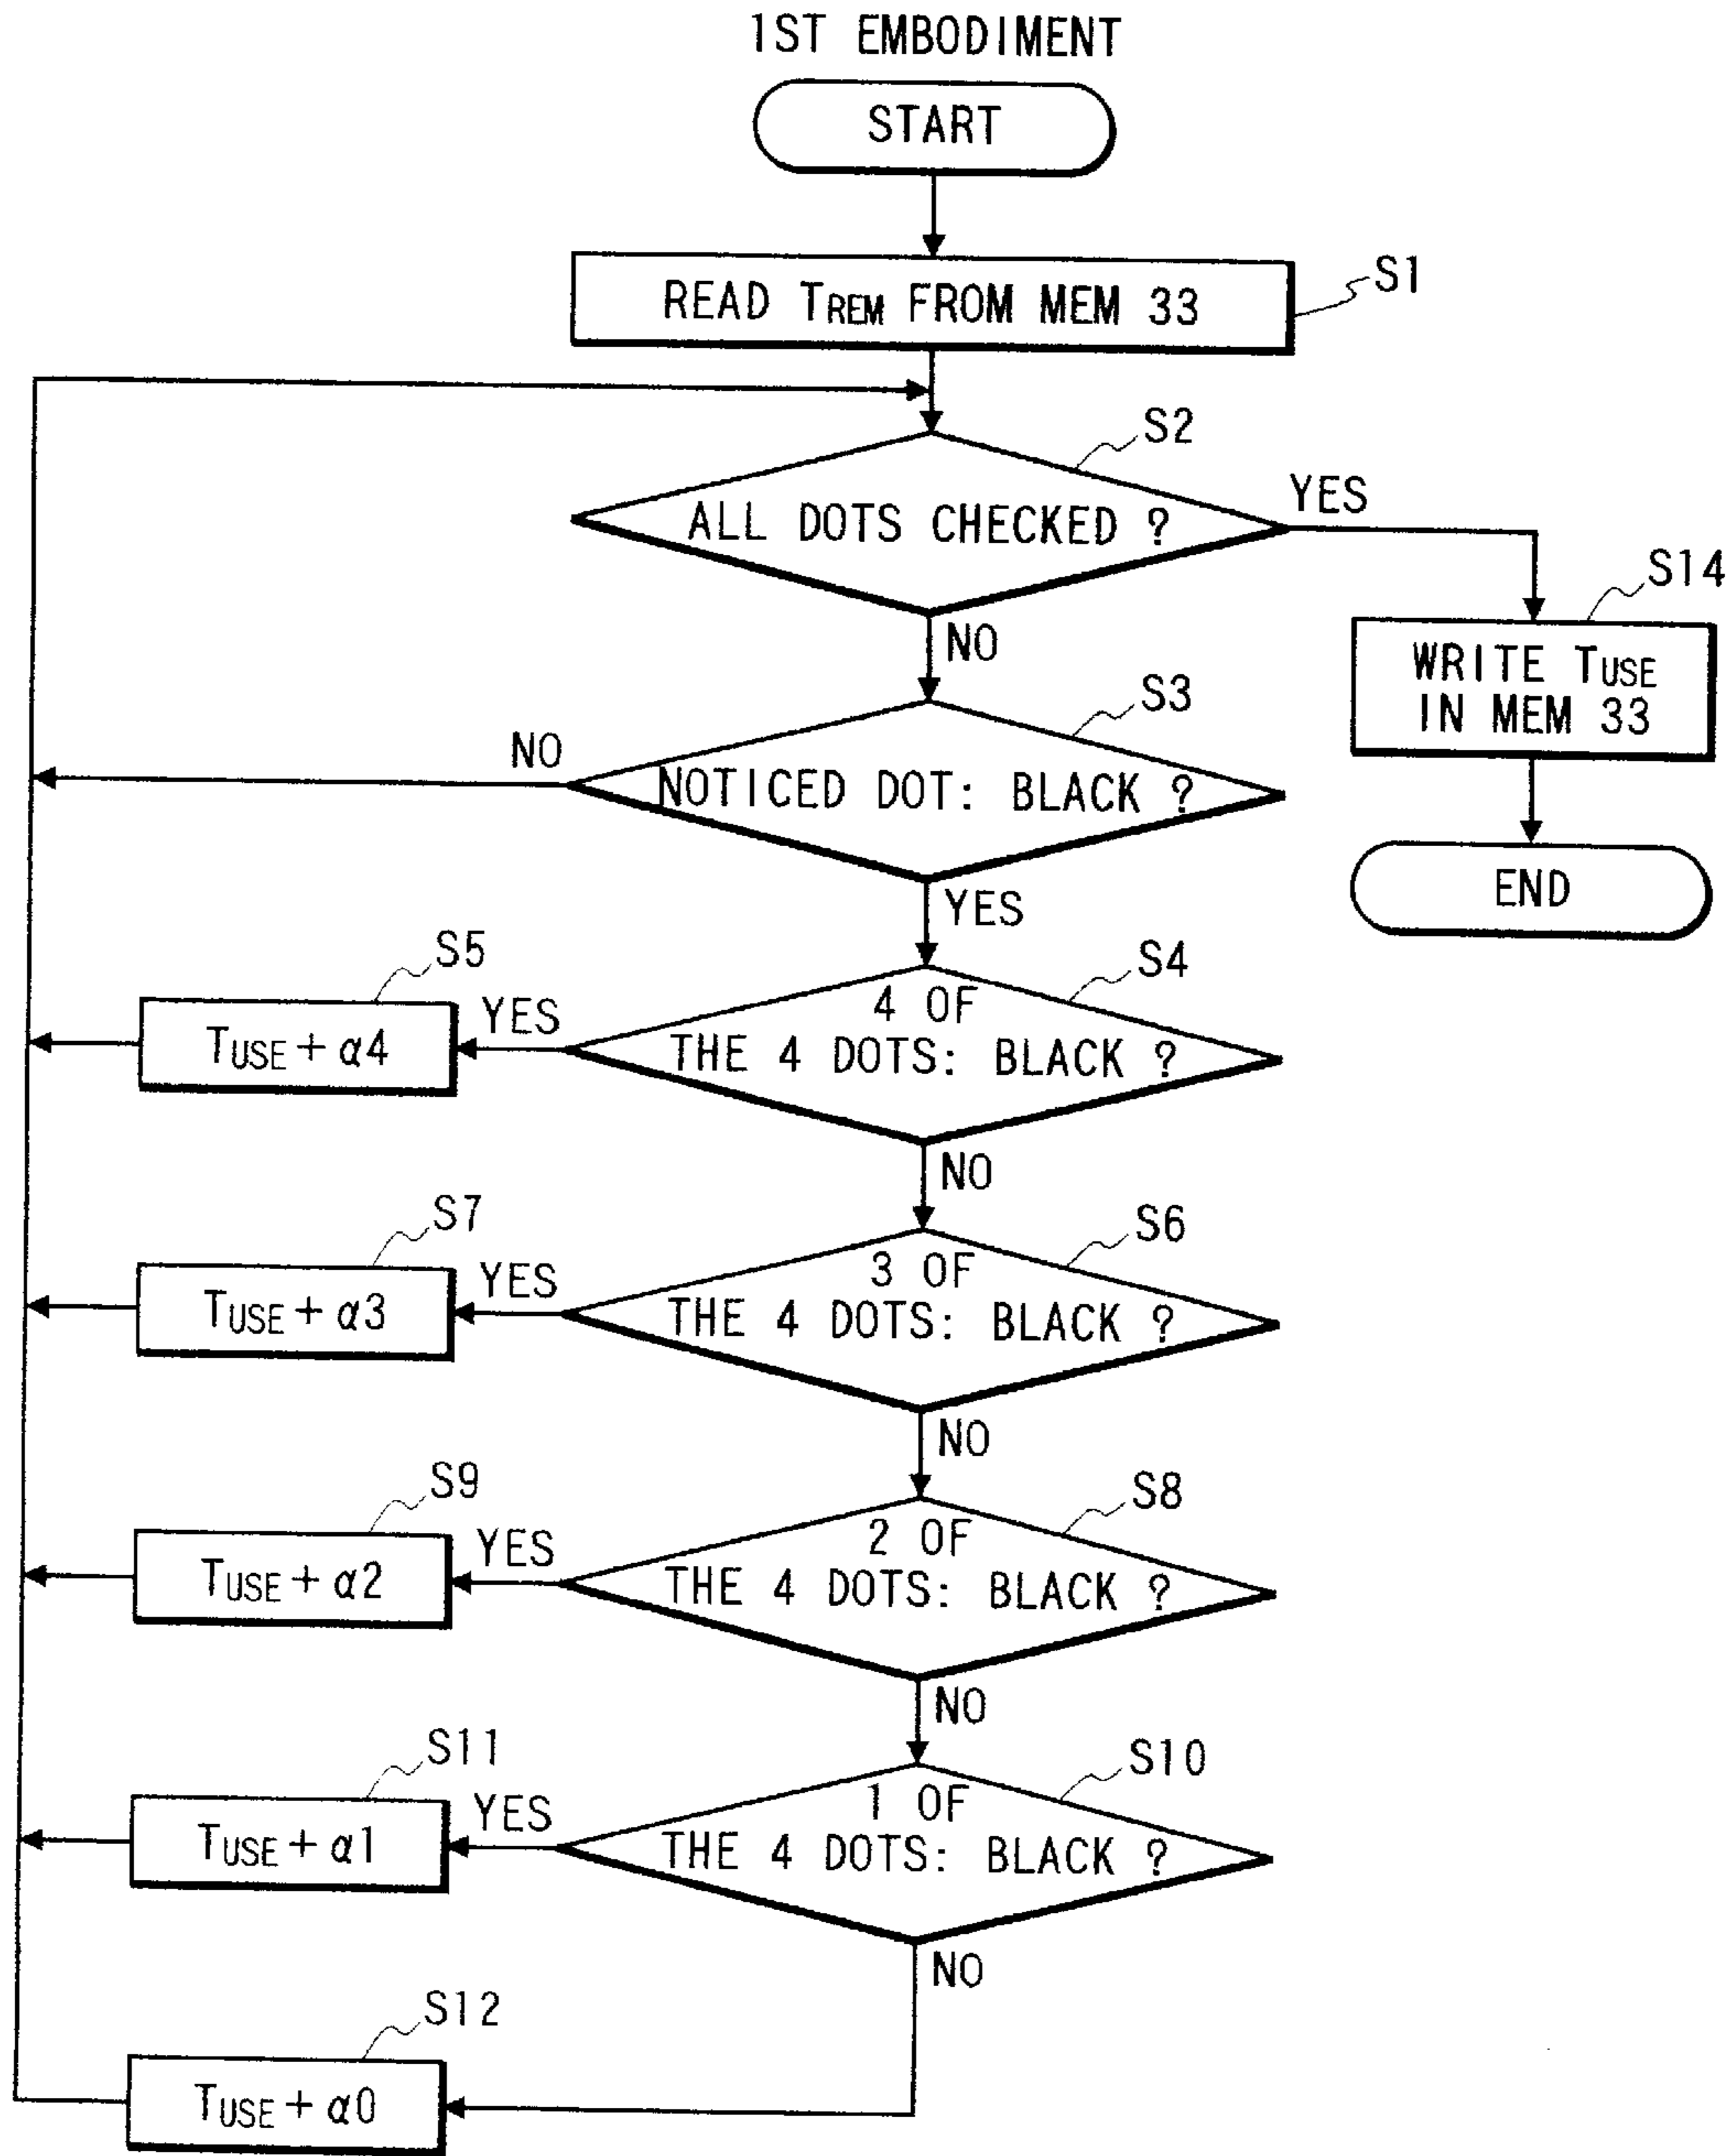 1ST EMBODIMENT
START
READ TREM FROM MEM 33
S1
S2
ALL DOTS CHECKED ?
YES
NO
S14
WRITE TUSE
IN MEM 33
END
S3
NOTICED DOT: BLACK ?
NO
YES
S4
4 OF
THE 4 DOTS: BLACK ?
YES
S5
TUSE + α4
NO
S6
3 OF
THE 4 DOTS: BLACK ?
YES
S7
TUSE + α3
NO
S8
2 OF
THE 4 DOTS: BLACK ?
YES
S9
TUSE + α2
NO
S10
1 OF
THE 4 DOTS: BLACK ?
YES
S11
TUSE + α1
NO
S12
TUSE + α0